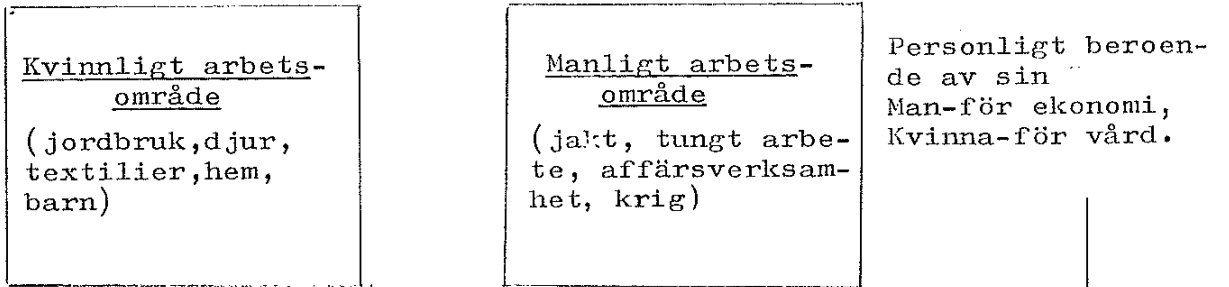 Kvinnligt arbets-
område
(jordbruk,djur,
textilier,hem,
barn)
Manligt arbets-
område
(jakt, tungt arbe-
te, affärsverksam-
het, krig)
Personligt beroen-
de av sin
Man-för ekonomi,
Kvinna-för vård.